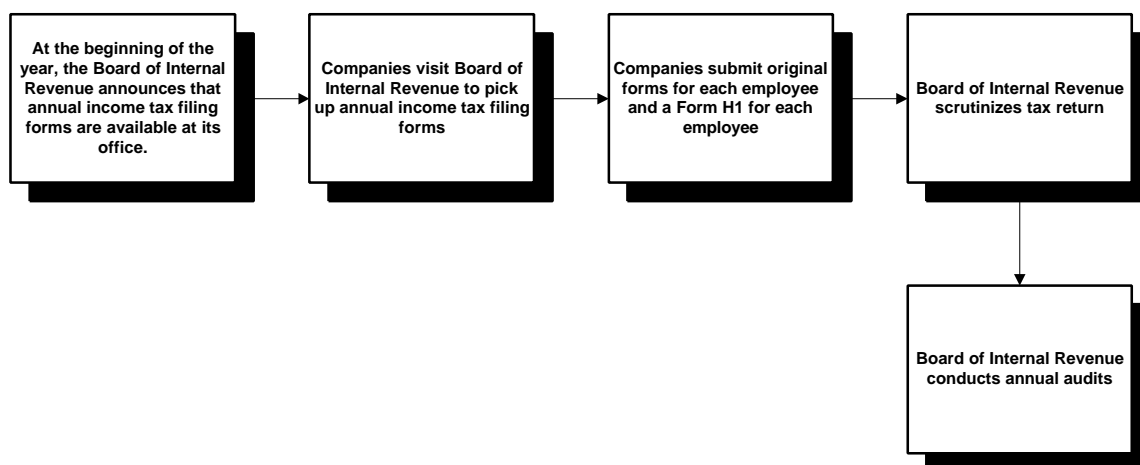 At the beginning of the
year, the Board of Internal
Revenue announces that
annual income tax filing
forms are available at its
office.
Companies visit Board of
Internal Revenue to pick
up annual income tax filing
forms
Companies submit original
forms for each employee
and a Form H1 for each
employee
Board of Internal Revenue
scrutinizes tax return
Board of Internal Revenue
conducts annual audits